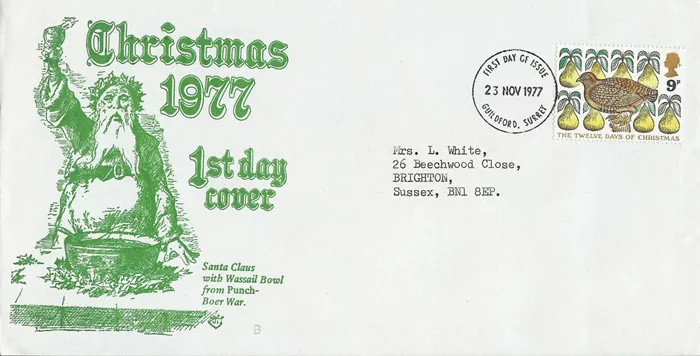 Christmas
1977
1st day
cover
Santa Claus
with Wassail Bowl
from Punch-
Boer War.
B
FIRST DAY OF ISSUE
23 NOV 1977
GUILDFORD, SURREY
9P
THE TWELVE DAYS OF CHRISTMAS
Mrs. L. White,
26 Beechwood Close,
BRIGHTON,
Sussex, BN1 8EP.